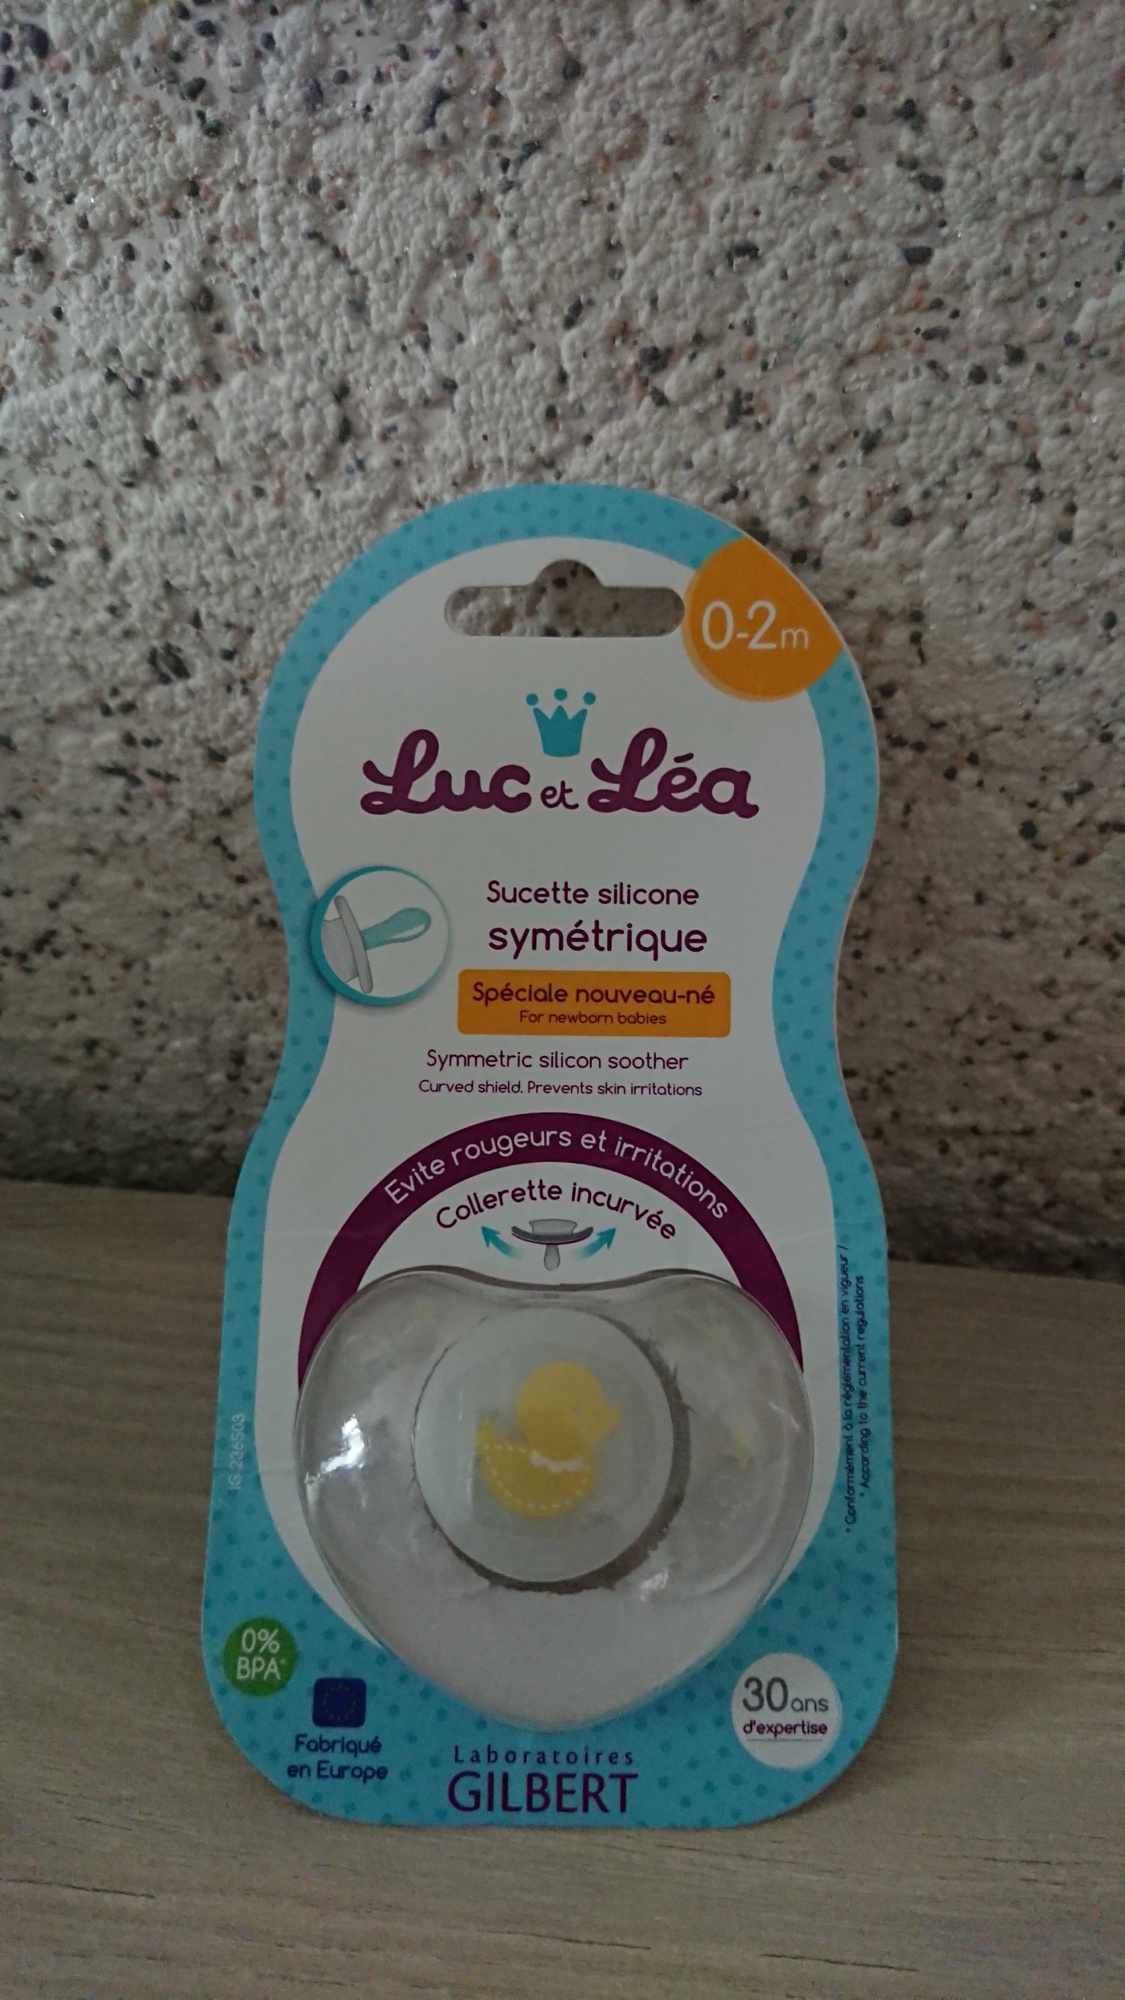 0-2m
Luc et Léa
Sucette silicone
symétrique
Spéciale nouveau-né
For newborn babies
Symmetric silicon soother
Curved shield. Prevents skin irritations
Evite rougeurs et irritations
Collerette incurvée
* Conformément à la réglementation en vigueur /
* According to the current regulations
IG 226503
0%
BPA*
Fabriqué
en Europe
Laboratoires
GILBERT
30 ans
d'expertise